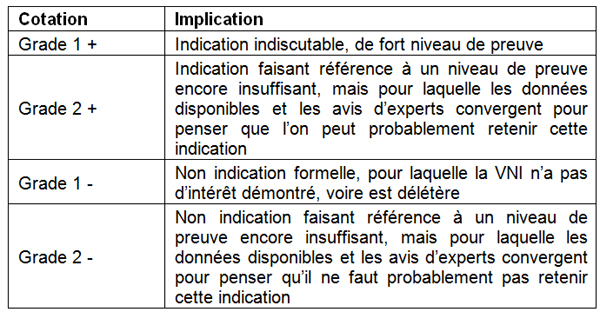 Cotation Implication
Grade 1 + Indication indiscutable, de fort niveau de preuve
Indication faisant référence à un niveau de preuve
encore insuffisant, mais pour laquelle les données
Grade 2 + disponibles et les avis d'experts convergent pour
penser que l'on peut probablement retenir cette
indication
Grade 1 - Non indication formelle, pour laquelle la VNI n'a pas
d'intérêt démontré, voire est délétère
Non indication faisant référence à un niveau de
preuve encore insuffisant, mais pour laquelle les
Grade 2 - données disponibles et les avis d'experts convergent
pour penser qu'il ne faut probablement pas retenir
cette indication